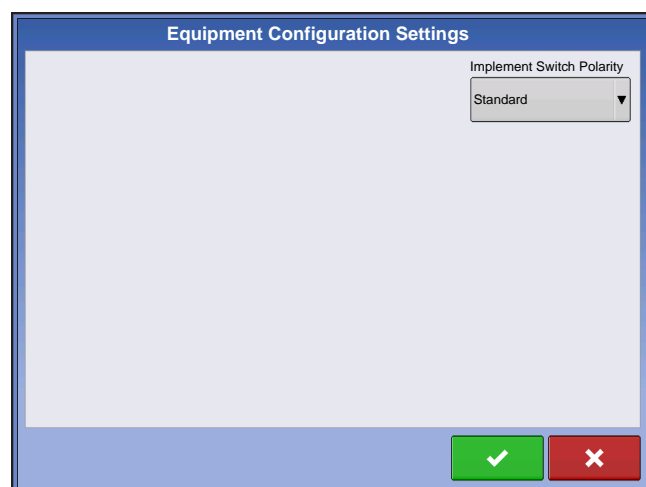 Equipment Configuration Settings
Implement Switch Polarity
Standard